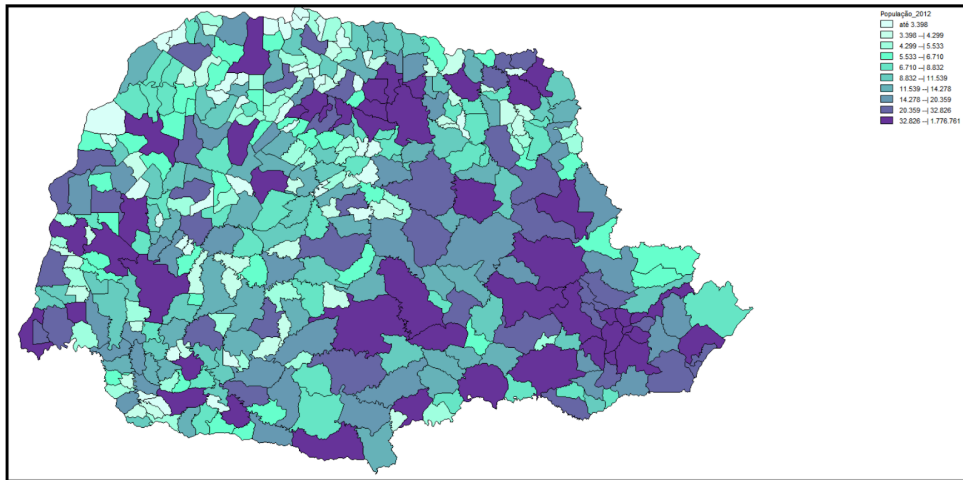 População_2012
até 3.398
3.398 --| 4.299
4.299 --| 5.533
5.533 --| 6.710
6.710 --| 8.832
8.832 --| 11.539
11.539 --| 14.278
14.278 --| 20.359
20.359 --| 32.826
32.826 --| 1.776.761